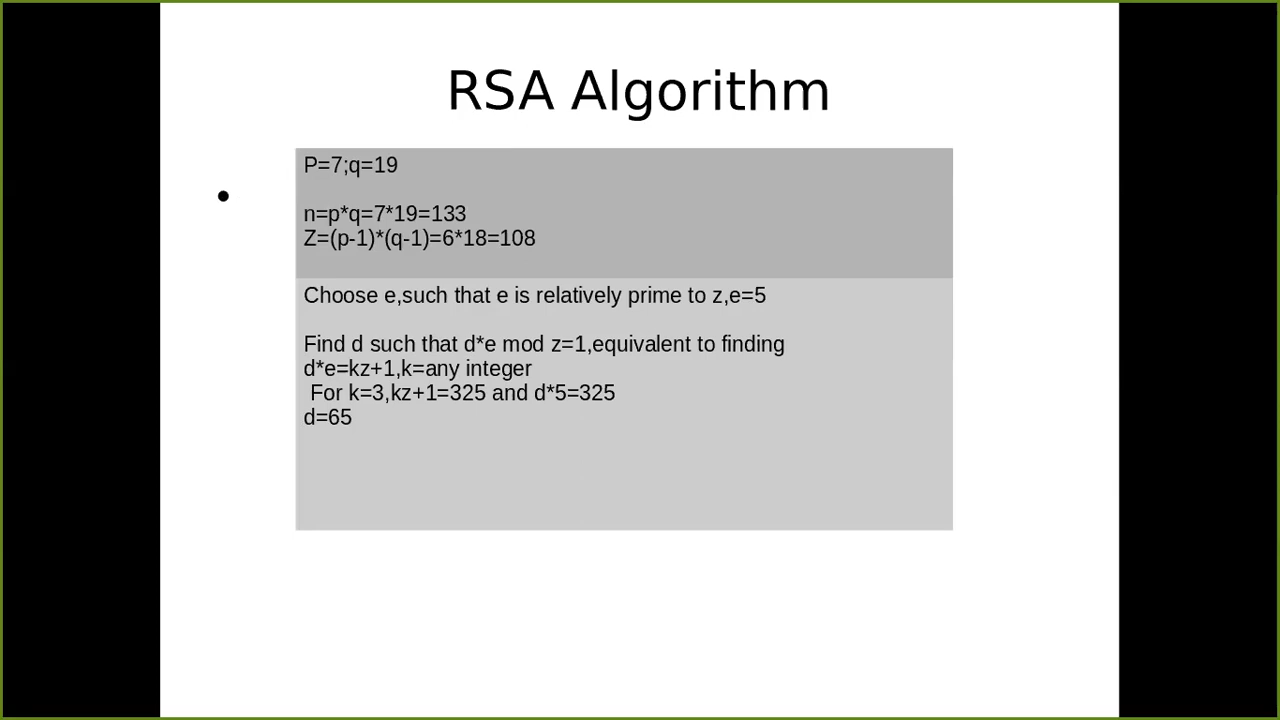 RSA Algorithm
P=7;q=19
n=p*q=7*19=133
Z=(p-1)*(q-1)=6*18=108
Choose e,such that e is relatively prime to z,e=5
Find d such that d*e mod z=1,equivalent to finding
d*e=kz+1,k=any integer
For k=3,kz+1=325 and d*5=325
d=65